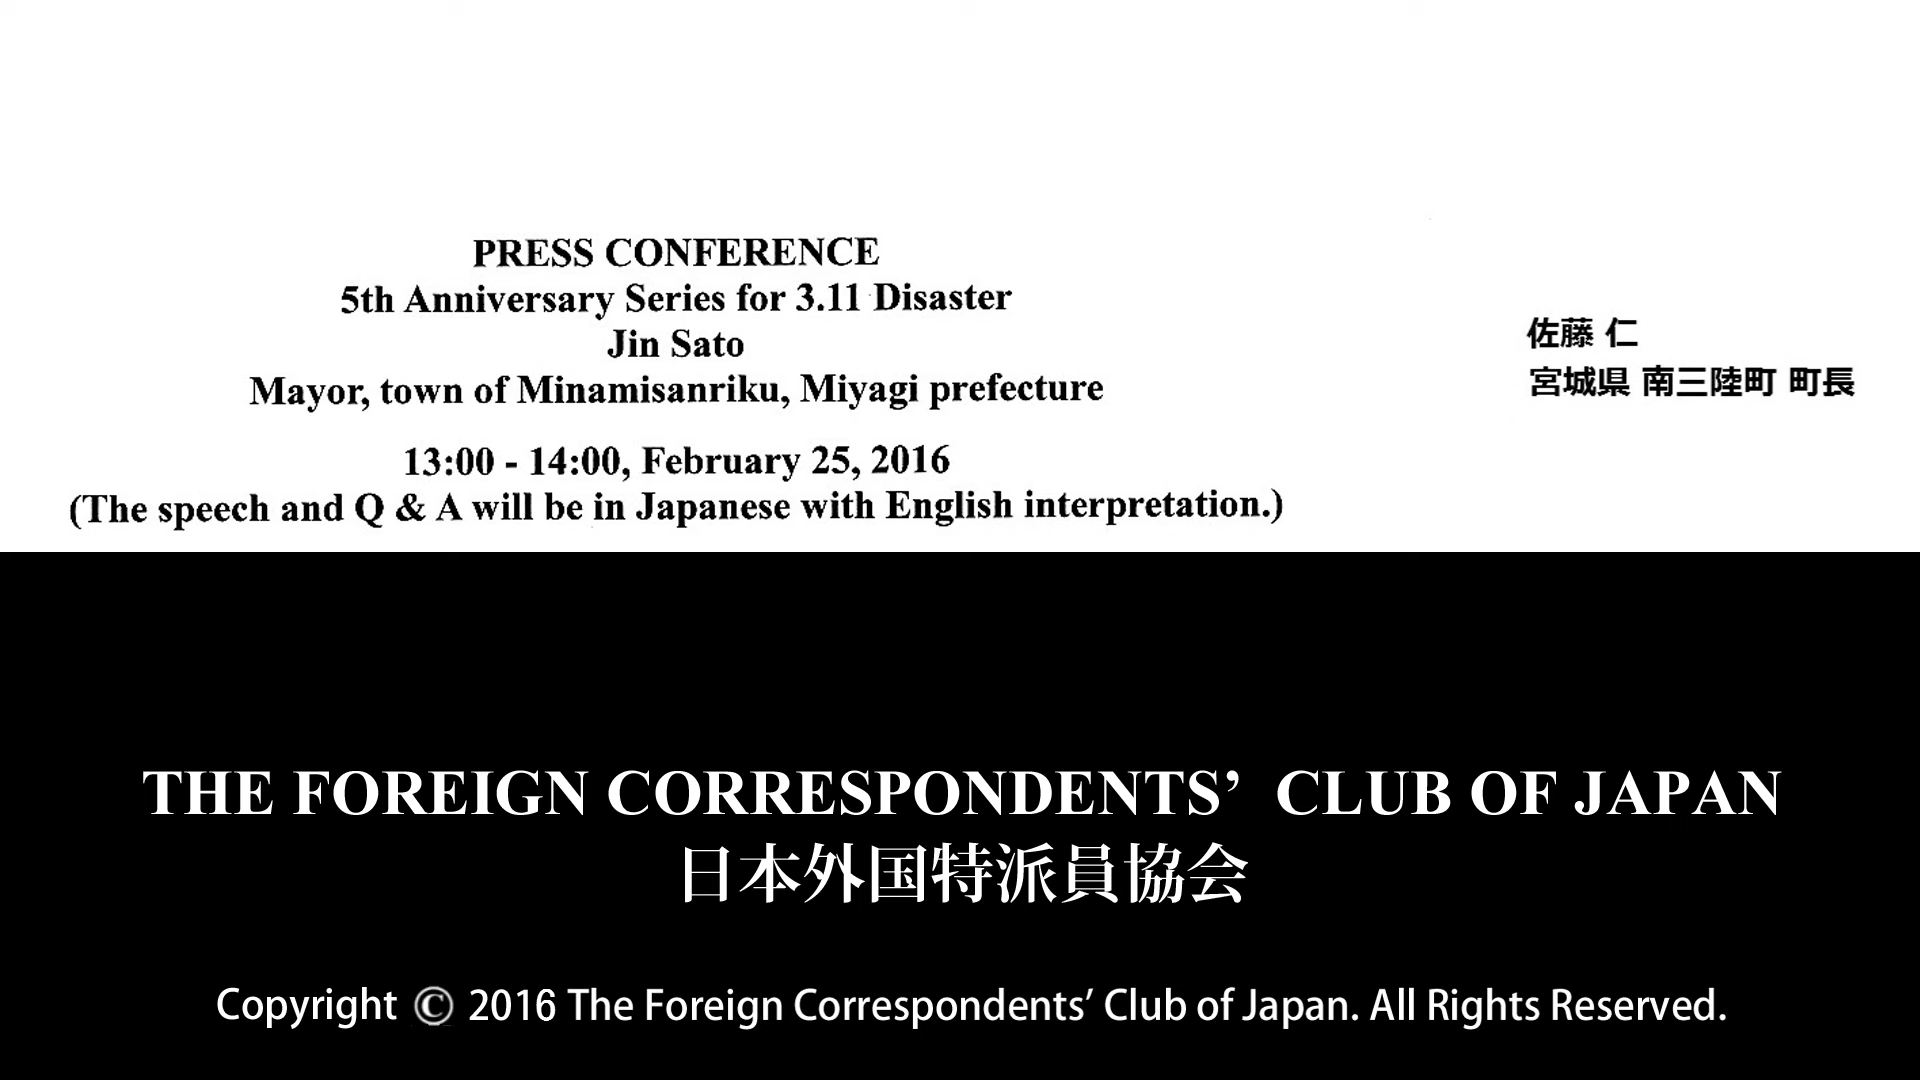 PRESS CONFERENCE
5th Anniversary Series for 3.11 Disaster
Jin Sato
Mayor, town of Minamisanriku, Miyagi prefecture
13:00 - 14:00, February 25, 2016
(The speech and Q & A will be in Japanese with English interpretation.)
佐藤 仁
宮城県 南三陸町 町長
THE FOREIGN CORRESPONDENTS’ CLUB OF JAPAN
日本外国特派員協会
Copyright © 2016 The Foreign Correspondents’ Club of Japan. All Rights Reserved.